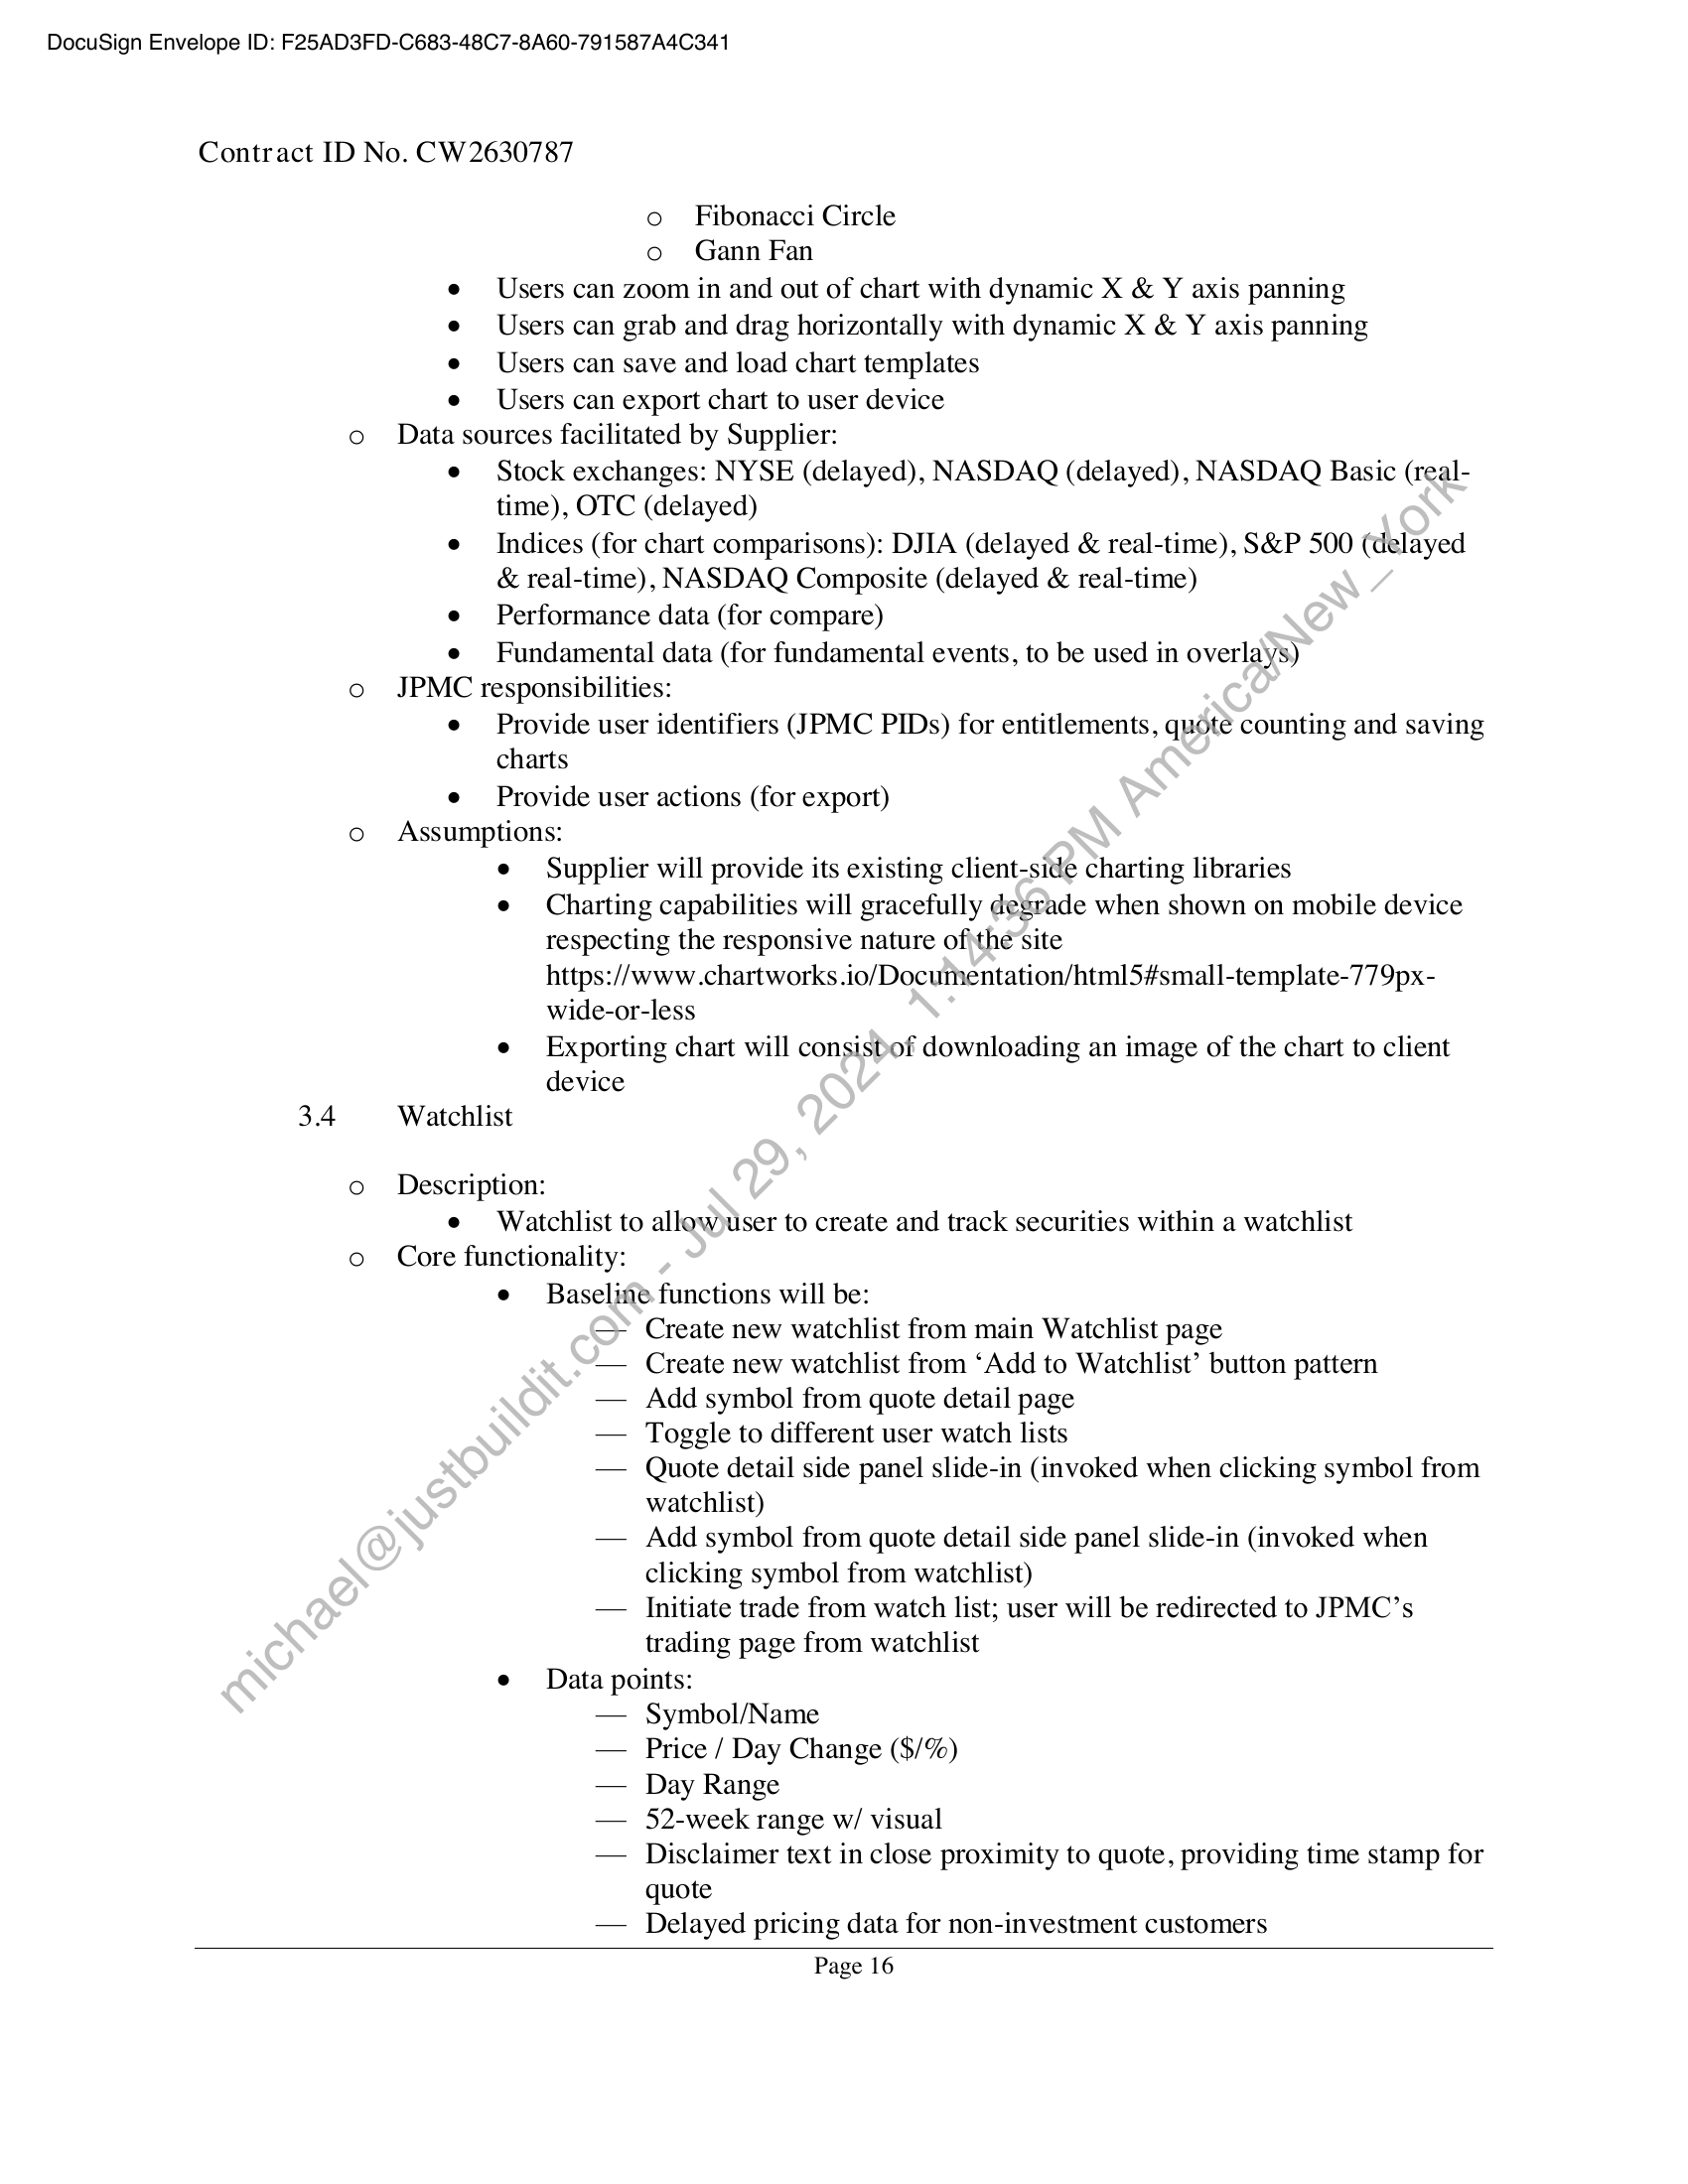 DocuSign Envelope ID: F25AD3FD-C683-48C7-8A60-791587A4C341
Contract ID No. CW2630787
o Fibonacci Circle
o Gann Fan
• Users can zoom in and out of chart with dynamic X & Y axis panning
• Users can grab and drag horizontally with dynamic X & Y axis panning
• Users can save and load chart templates
• Users can export chart to user device
o Data sources facilitated by Supplier:
• Stock exchanges: NYSE (delayed), NASDAQ (delayed), NASDAQ Basic (real-
time), OTC (delayed)
• Indices (for chart comparisons): DJIA (delayed & real-time), S&P 500 (delayed
& real-time), NASDAQ Composite (delayed & real-time)
• Performance data (for compare)
• Fundamental data (for fundamental events, to be used in overlays)
o JPMC responsibilities:
• Provide user identifiers (JPMC PIDs) for entitlements, quote counting and saving
charts
• Provide user actions (for export)
o Assumptions:
• Supplier will provide its existing client-side charting libraries
• Charting capabilities will gracefully degrade when shown on mobile device
respecting the responsive nature of the site
https://www.chartworks.io/Documentation/html5#small-template-779px-
wide-or-less
• Exporting chart will consist of downloading an image of the chart to client
device
3.4 Watchlist
o Description:
• Watchlist to allow user to create and track securities within a watchlist
o Core functionality:
• Baseline functions will be:
— Create new watchlist from main Watchlist page
— Create new watchlist from ‘Add to Watchlist’ button pattern
— Add symbol from quote detail page
— Toggle to different user watch lists
— Quote detail side panel slide-in (invoked when clicking symbol from
watchlist)
— Add symbol from quote detail side panel slide-in (invoked when
clicking symbol from watchlist)
— Initiate trade from watch list; user will be redirected to JPMC’s
trading page from watchlist
• Data points:
— Symbol/Name
— Price / Day Change ($/%)
— Day Range
— 52-week range w/ visual
— Disclaimer text in close proximity to quote, providing time stamp for
quote
— Delayed pricing data for non-investment customers
Page 16
michael@justbuildit.com - Jul 29, 2024, 1:14:36 PM America/New_York